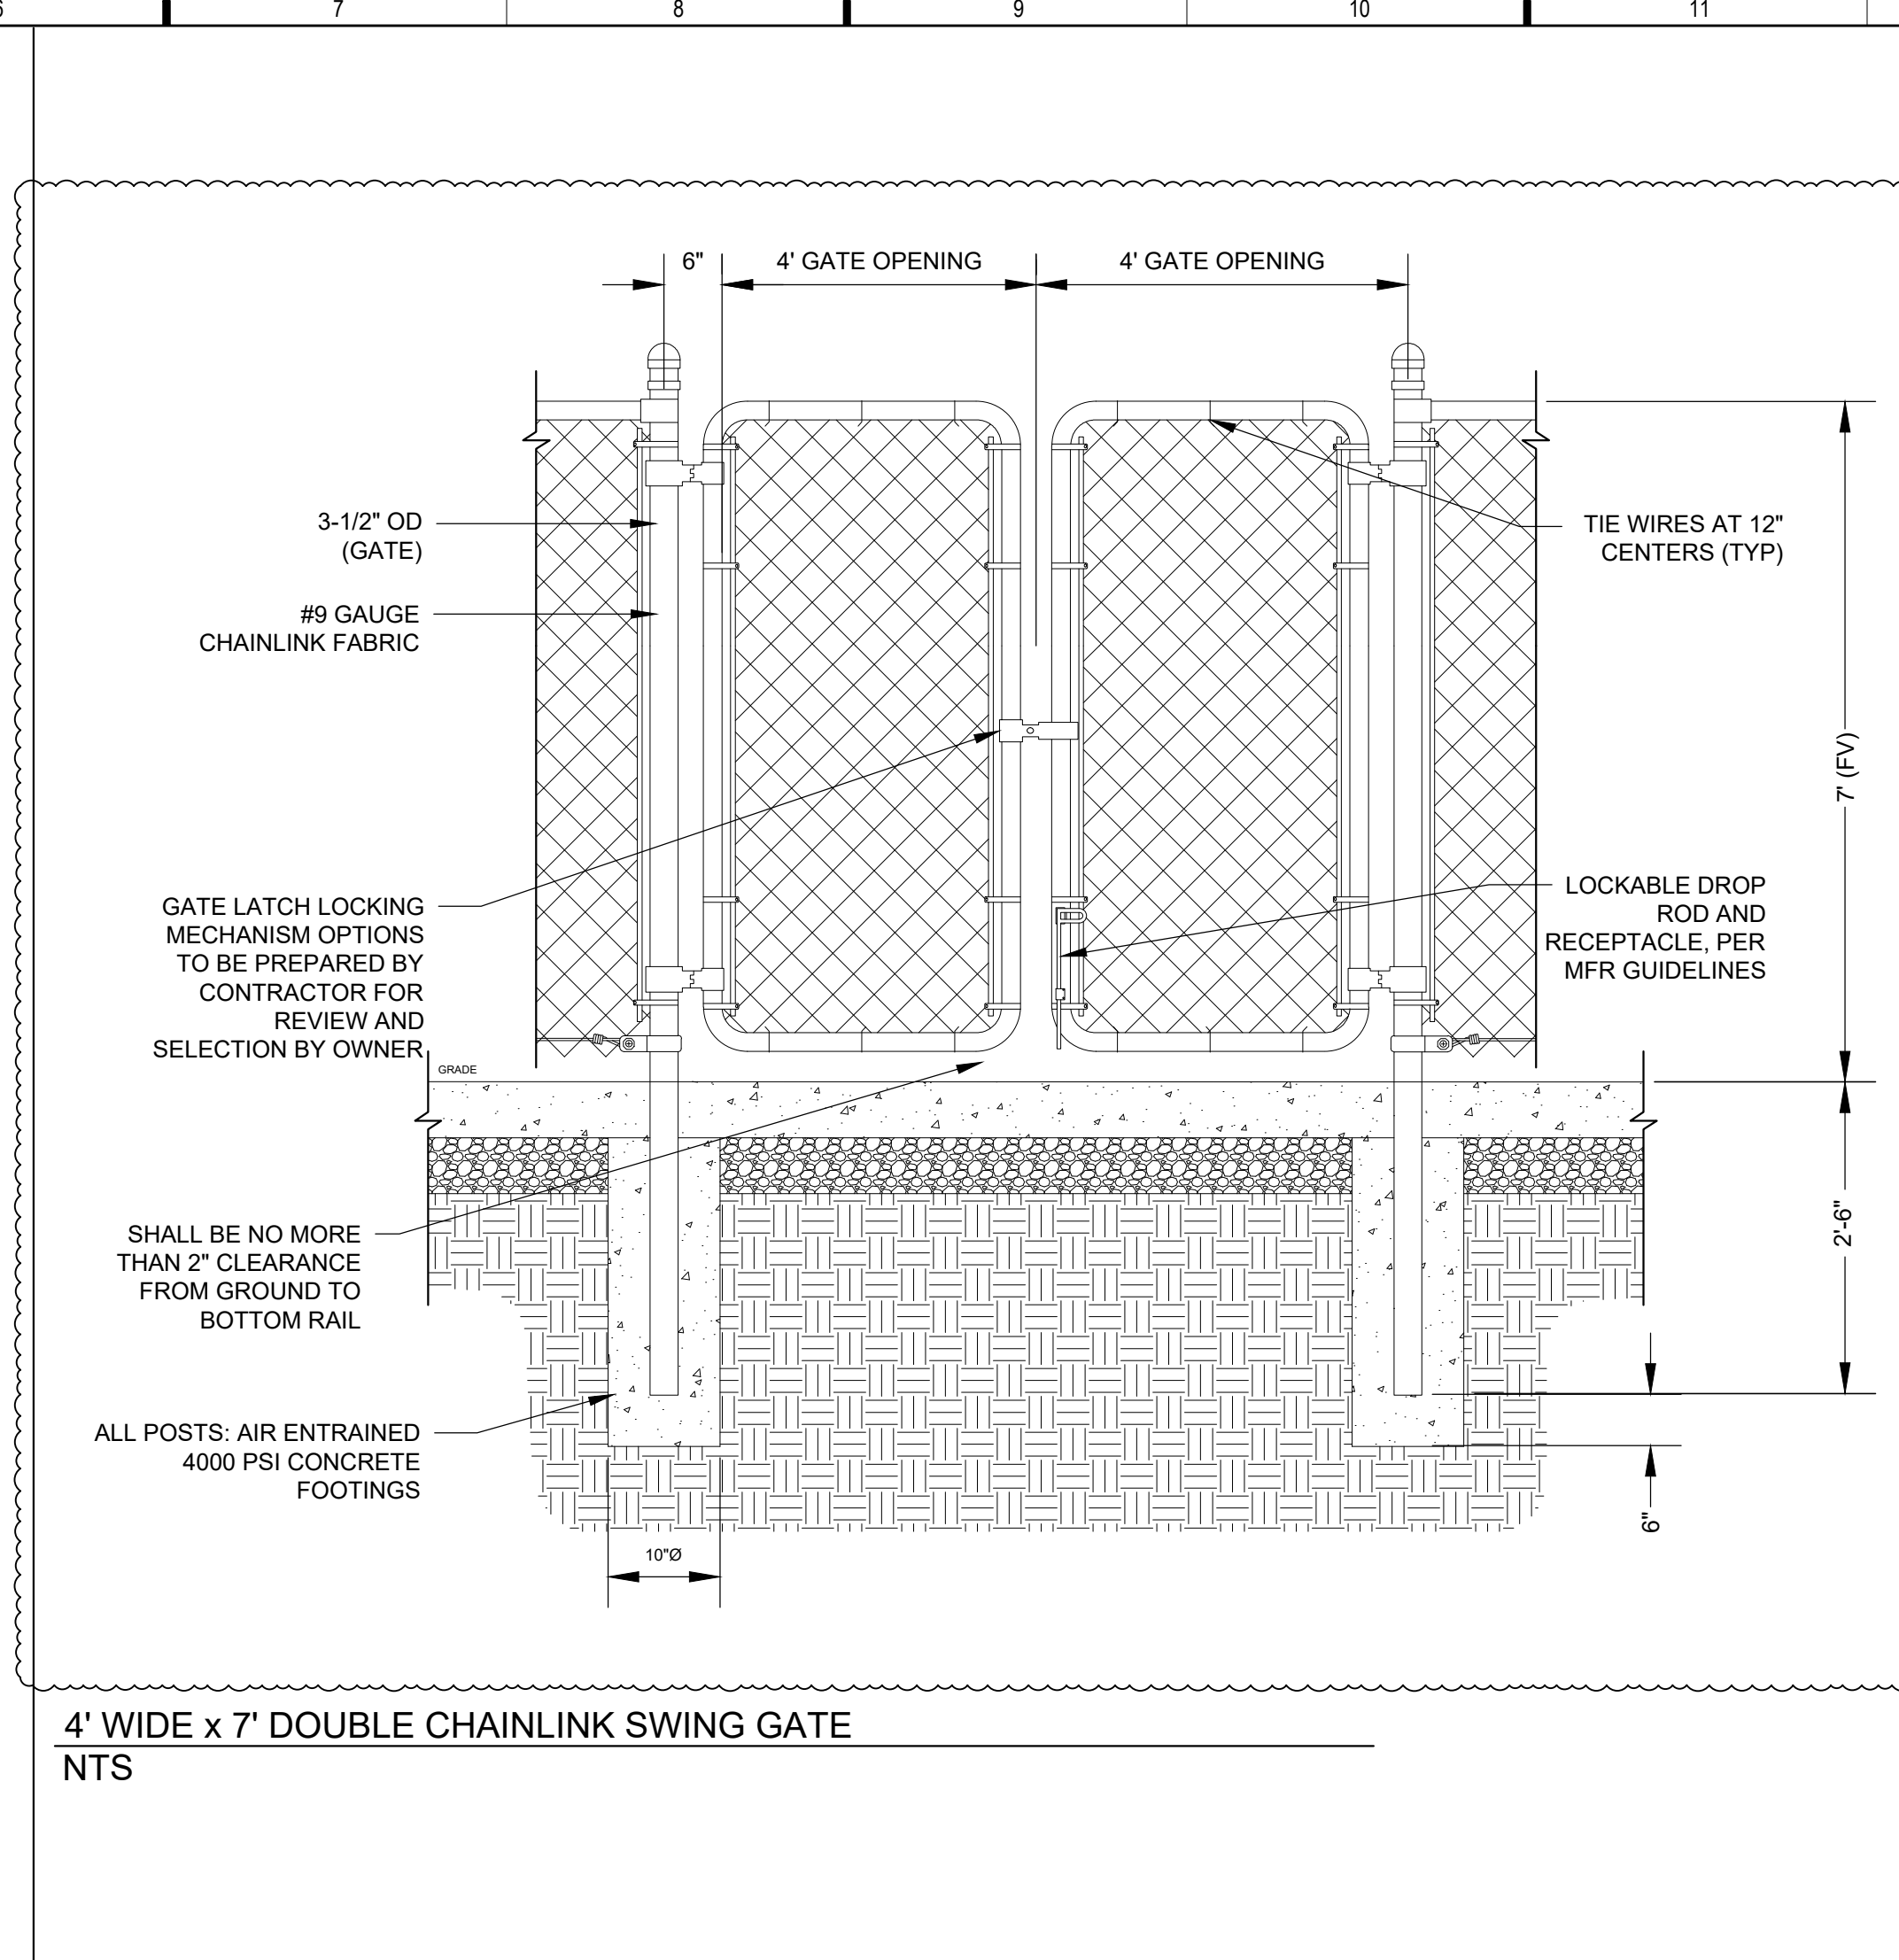 6 7 8 9 10 11
6" 4' GATE OPENING 4' GATE OPENING
3-1/2" OD
(GATE)
#9 GAUGE
CHAINLINK FABRIC
TIE WIRES AT 12"
CENTERS (TYP)
7' (FV)
GATE LATCH LOCKING
MECHANISM OPTIONS
TO BE PREPARED BY
CONTRACTOR FOR
REVIEW AND
SELECTION BY OWNER
LOCKABLE DROP
ROD AND
RECEPTACLE, PER
MFR GUIDELINES
GRADE
SHALL BE NO MORE
THAN 2" CLEARANCE
FROM GROUND TO
BOTTOM RAIL
2'-6"
ALL POSTS: AIR ENTRAINED
4000 PSI CONCRETE
FOOTINGS
6"
10"Ø
4' WIDE x 7' DOUBLE CHAINLINK SWING GATE
NTS